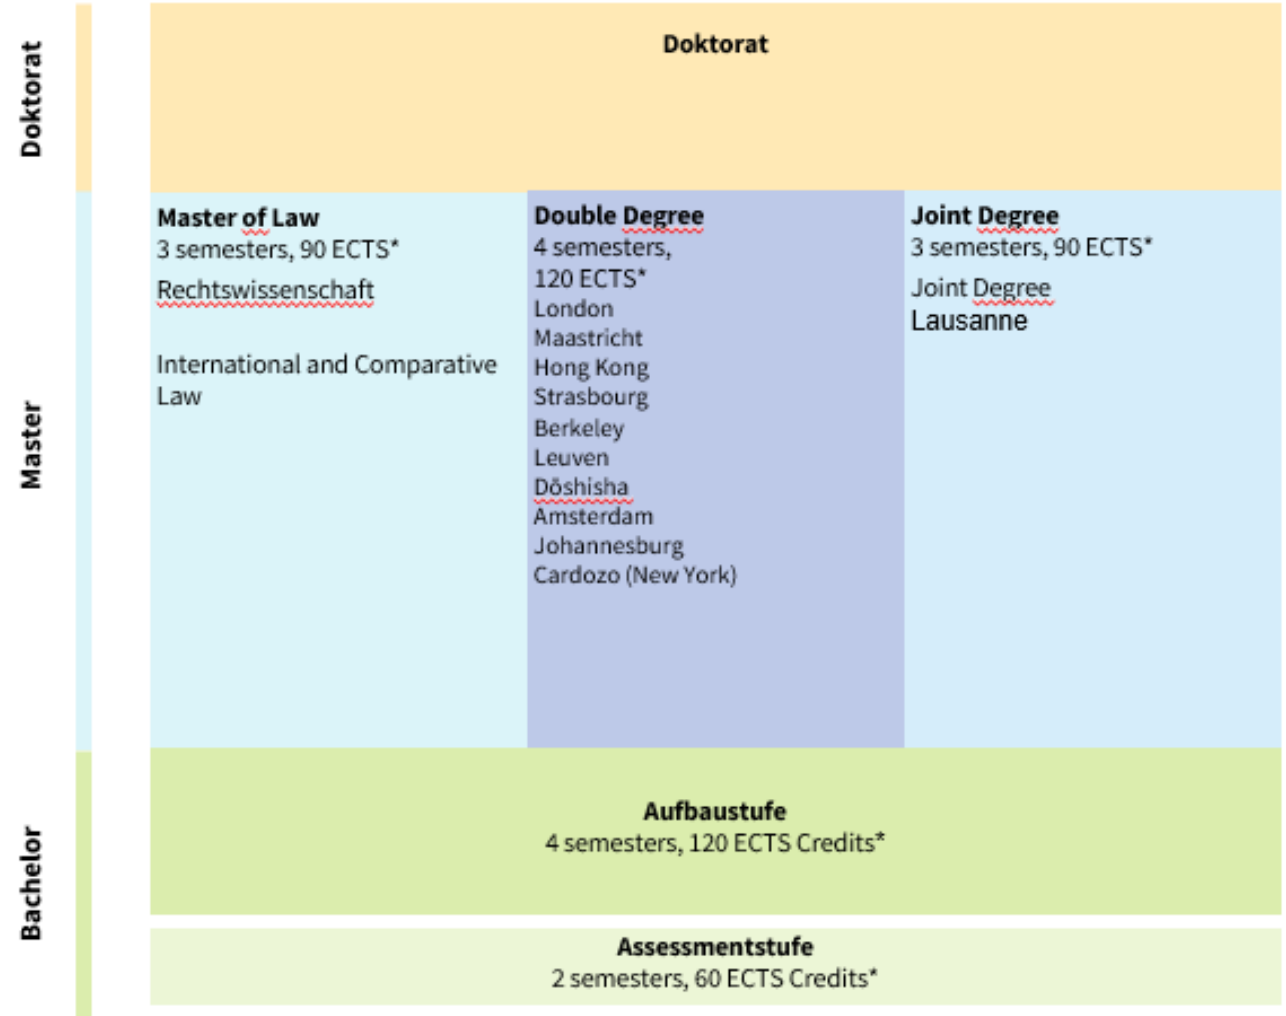 Doktorat
Doktorat
Master
Master of Law
3 semesters, 90 ECTS*
Rechtswissenschaft
International and Comparative
Law
Double Degree
4 semesters,
120 ECTS*
London
Maastricht
Hong Kong
Strasbourg
Berkeley
Leuven
Dōshisha
Amsterdam
Johannesburg
Cardozo (New York)
Joint Degree
3 semesters, 90 ECTS*
Joint Degree
Lausanne
Bachelor
Aufbaustufe
4 semesters, 120 ECTS Credits*
Assessmentstufe
2 semesters, 60 ECTS Credits*